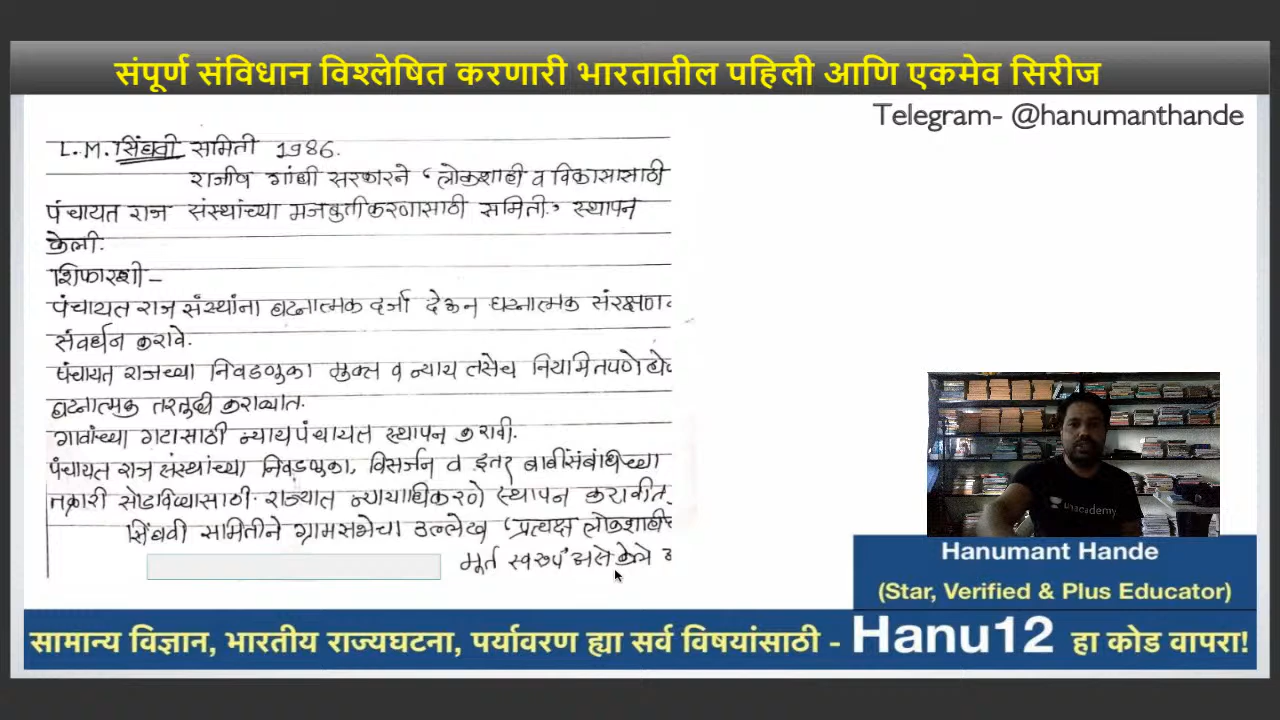 संपूर्ण संविधान विश्लेषित करणारी भारतातील पहिली आणि एकमेव सिरीज
Telegram- @hanumanthande
L.M. सिंघवी समिती 1986.
राजीव गांधी सरकारने ‘लोकशाही व विकासासाठी
पंचायत राज संस्थांच्या मजबुतीकरणासाठी समिती’ स्थापन
केली.
शिफारशी –
पंचायत राज संस्थांना घटनात्मक दर्जा देऊन घटनात्मक संरक्षण
संवर्धन करावे.
पंचायत राजच्या निवडणुका मुक्त व न्याय तसेच नियमितपणे
घटनात्मक तरतुदी कराव्यात.
गावांच्या गटासाठी न्यायपंचायत स्थापन करावी.
पंचायत राज संस्थांच्या निवडणुका, विसर्जन व इतर बाबींसंबंधीच्या
तक्रारी सोडविण्यासाठी राज्यात न्यायाधिकरणे स्थापन करावीत.
सिंघवी समितीने ग्रामसभेचा उल्लेख ‘प्रत्यक्ष
मूर्त स्वरूप’ असे केले
unacademy
Hanumant Hande
(Star, Verified & Plus Educator)
सामान्य विज्ञान, भारतीय राज्यघटना, पर्यावरण ह्या सर्व विषयांसाठी - Hanu12 हा कोड वापरा!